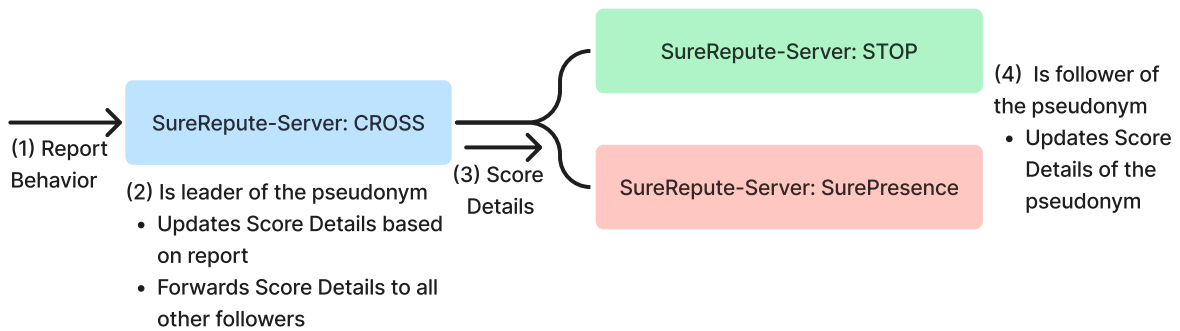 (1) Report
Behavior
SureRepute-Server: CROSS
(2) Is leader of the pseudonym
• Updates Score Details based
on report
• Forwards Score Details to all
other followers
(3) Score
Details
SureRepute-Server: STOP
SureRepute-Server: SurePresence
(4) Is follower of
the pseudonym
• Updates Score
Details of the
pseudonym